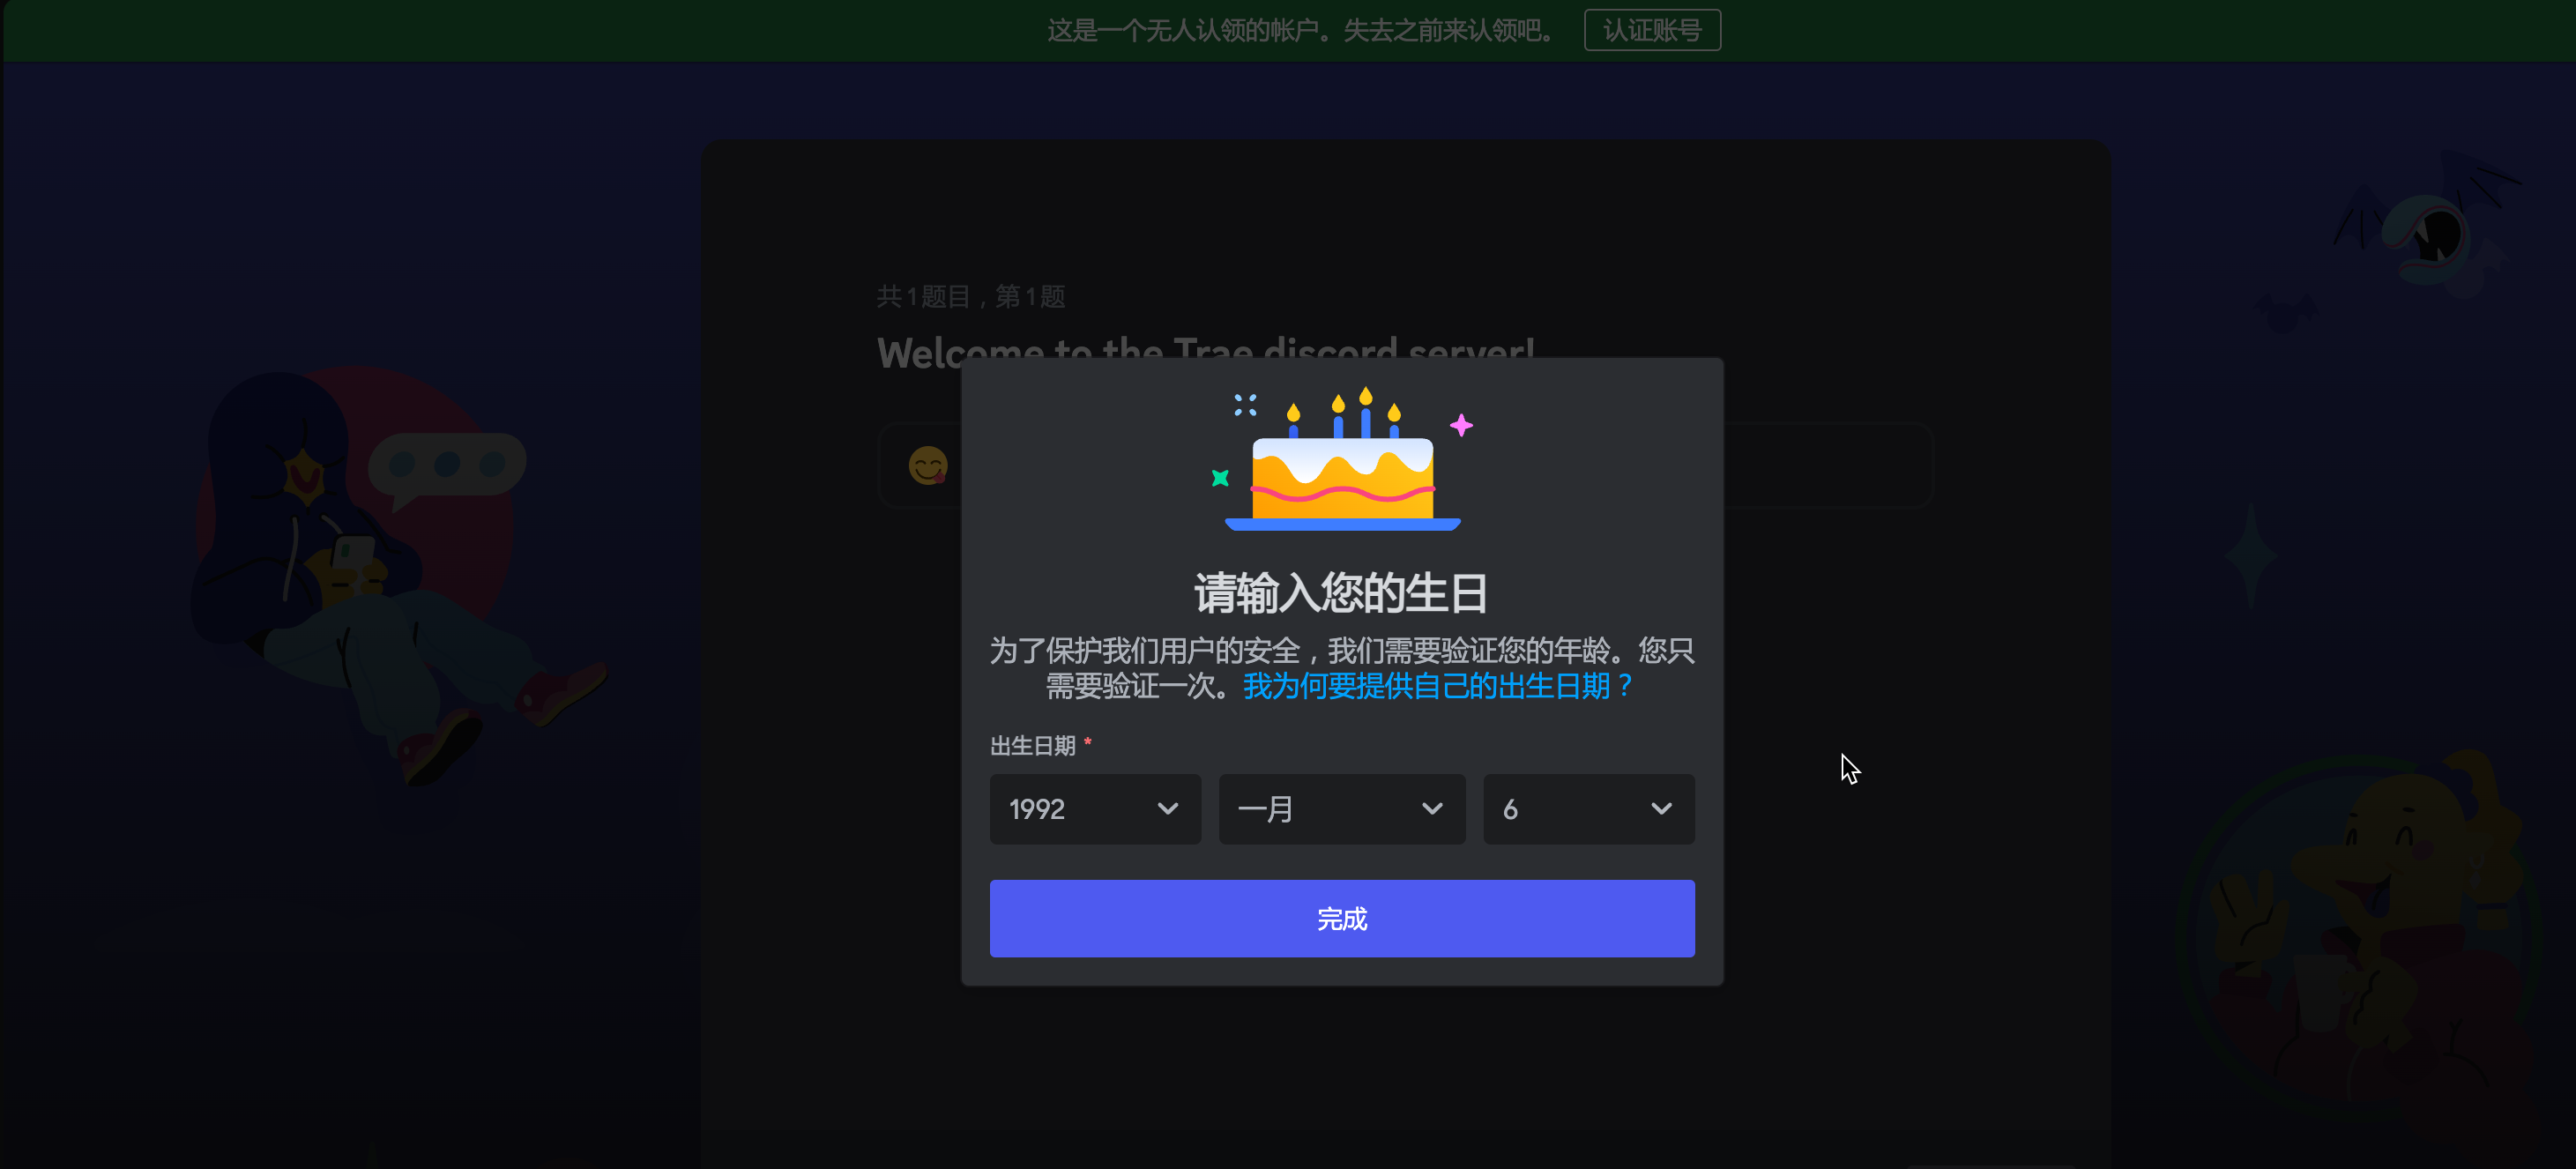 这是一个无人认领的帐户。失去之前来认领吧。 认证账号
共1题目，第1题
Welcome to the Trae discord server!
请输入您的生日
为了保护我们用户的安全，我们需要验证您的年龄。您只
需要验证一次。我为何要提供自己的出生日期？
出生日期 *
1992 一月 6
完成